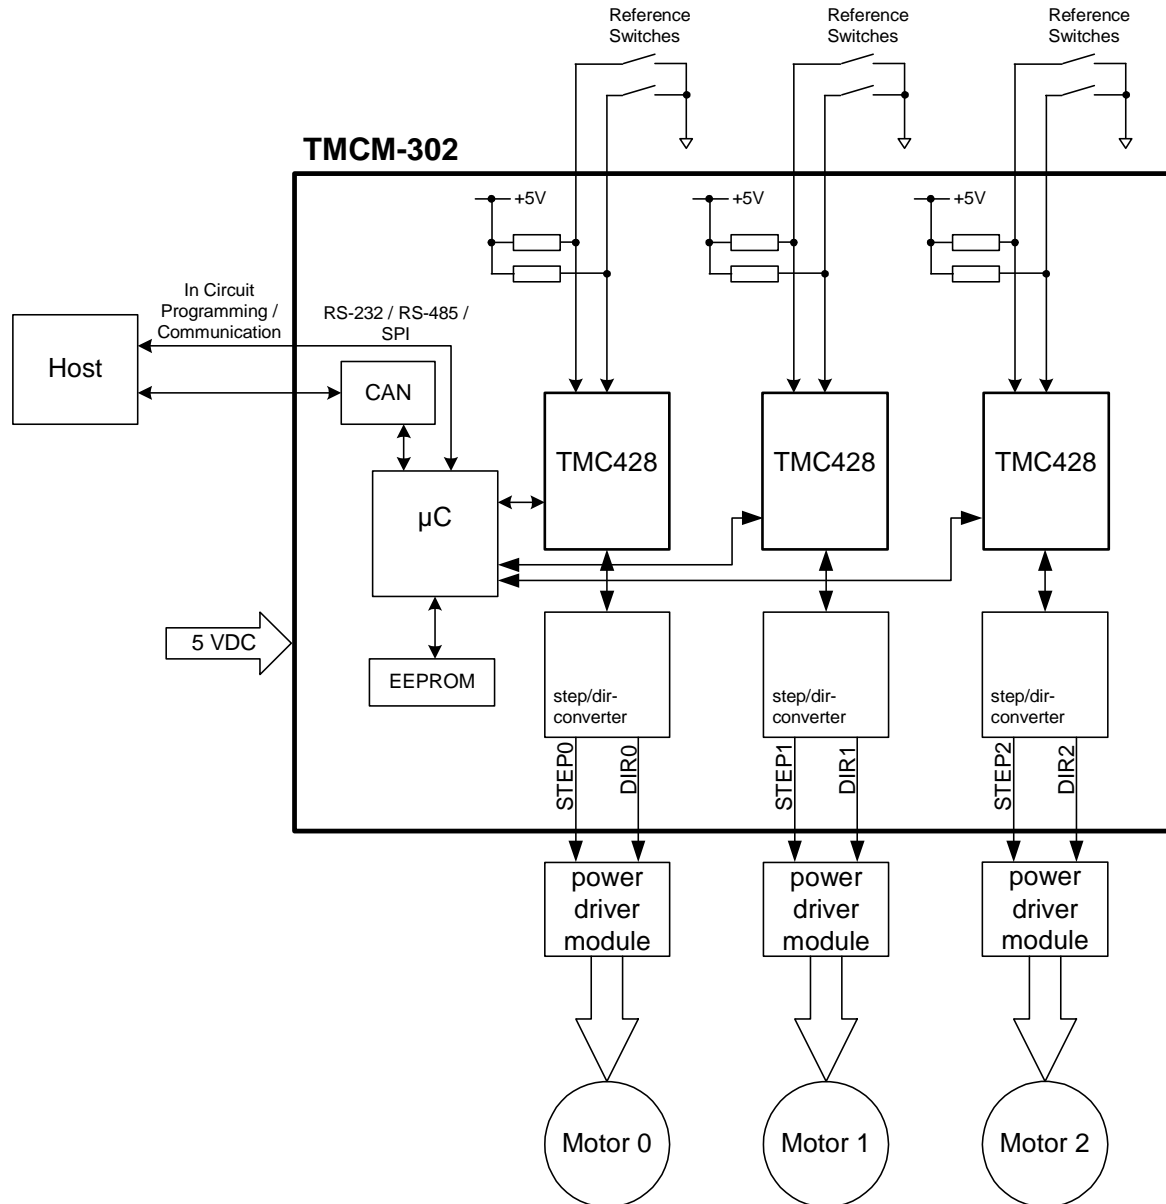 Reference
Switches
Reference
Switches
Reference
Switches
TMCM-302
+5V
+5V
+5V
In Circuit
Programming /
Communication
RS-232 / RS-485 /
SPI
Host
CAN
TMC428
TMC428
TMC428
µC
5 VDC
EEPROM
step/dir-
converter
step/dir-
converter
step/dir-
converter
STEP0
DIR0
STEP1
DIR1
STEP2
DIR2
power
driver
module
power
driver
module
power
driver
module
Motor 0
Motor 1
Motor 2